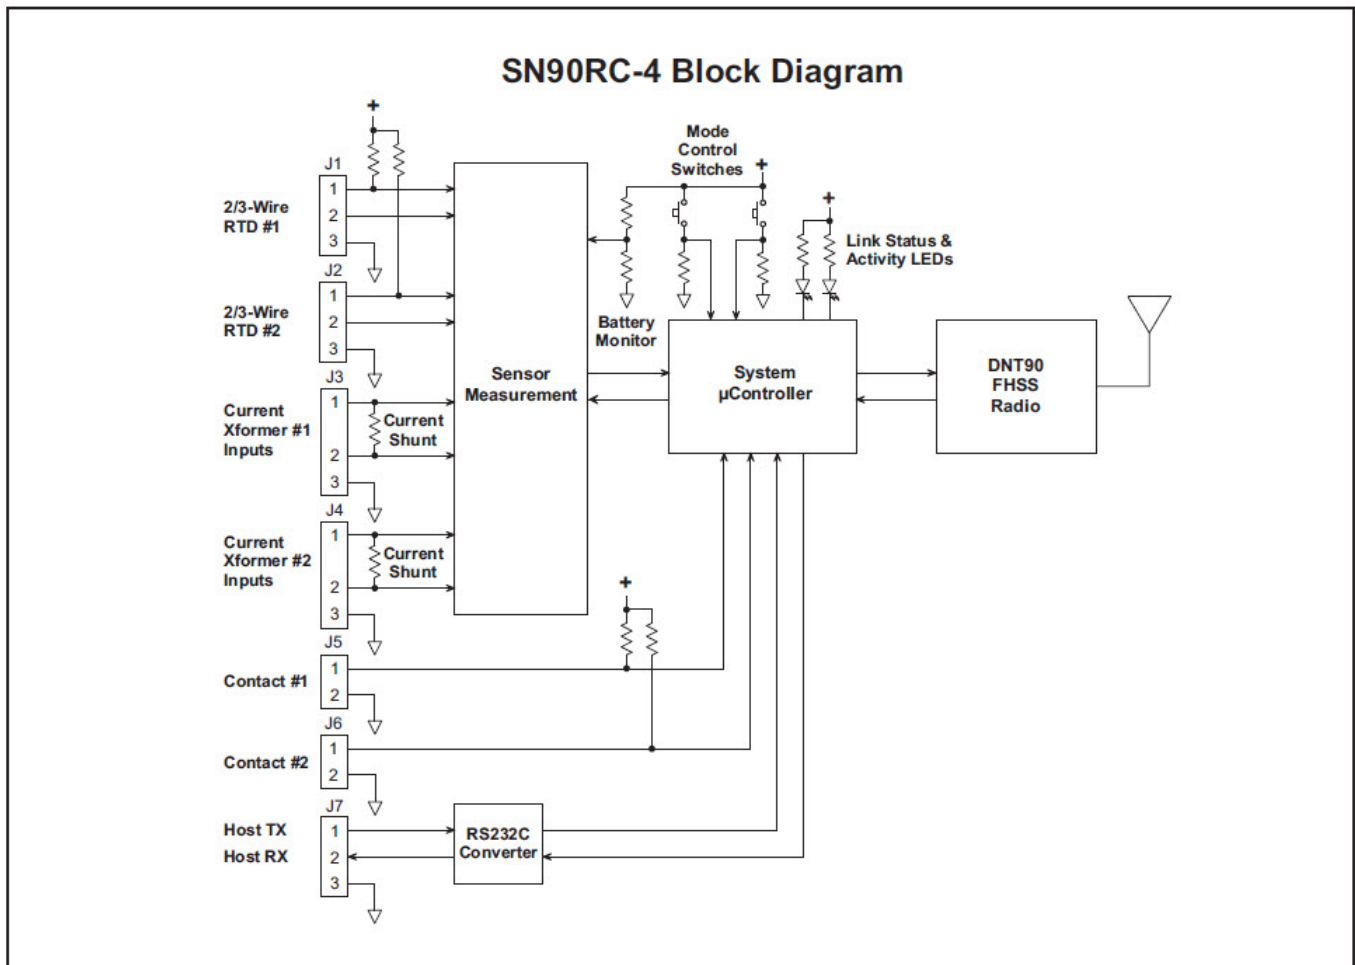 SN90RC-4 Block Diagram
+
Mode
Control
Switches
+
+
Link Status &
Activity LEDs
J1
1
2
3
2/3-Wire
RTD #1
J2
1
2
3
2/3-Wire
RTD #2
Battery
Monitor
Sensor
Measurement
System
µController
DNT90
FHSS
Radio
J3
1
2
3
Current
Xformer #1
Inputs
Current
Shunt
J4
1
2
3
Current
Xformer #2
Inputs
Current
Shunt
+
J5
1
2
Contact #1
J6
1
2
Contact #2
J7
1
2
3
Host TX
Host RX
RS232C
Converter